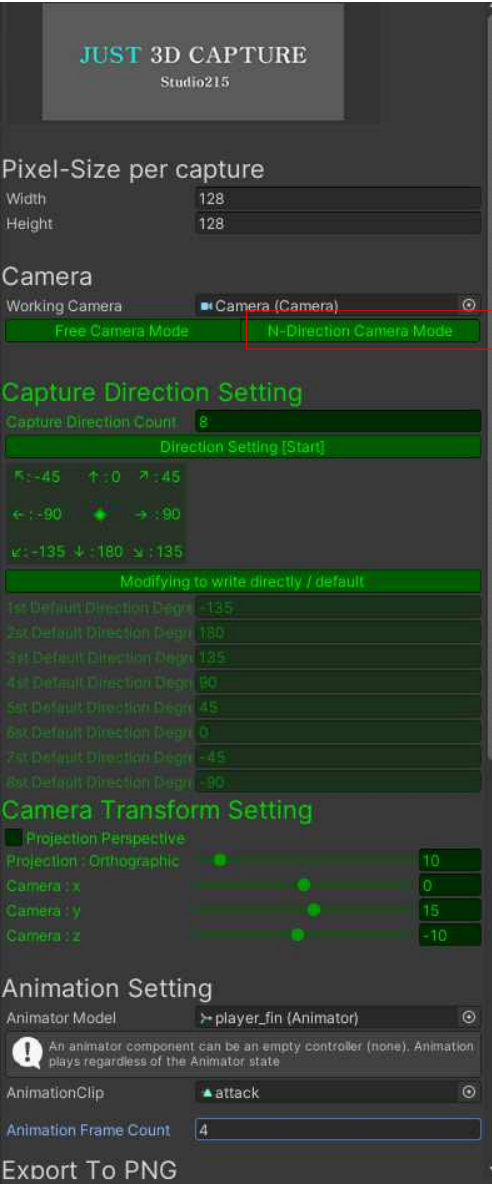 JUST 3D CAPTURE
Studio215
Pixel-Size per capture
Width 128
Height 128
Camera
Working Camera Camera (Camera)
Free Camera Mode N-Direction Camera Mode
Capture Direction Setting
Capture Direction Count 8
Direction Setting [Start]
↖:-45 ↑:0 ↗:45
←:-90 ◈ →:90
↙:-135 ↓:180 ↘:135
Modifying to write directly / default
1st Default Direction Degre -135
2st Default Direction Degre 180
3st Default Direction Degre 135
4st Default Direction Degre 90
5st Default Direction Degre 45
6st Default Direction Degre 0
7st Default Direction Degre -45
8st Default Direction Degre -90
Camera Transform Setting
Projection Perspective
Projection : Orthographic 10
Camera : x 0
Camera : y 15
Camera : z -10
Animation Setting
Animator Model player_fin (Animator)
An animator component can be an empty controller (none). Animation
plays regardless of the Animator state
AnimationClip attack
Animation Frame Count 4
Export To PNG